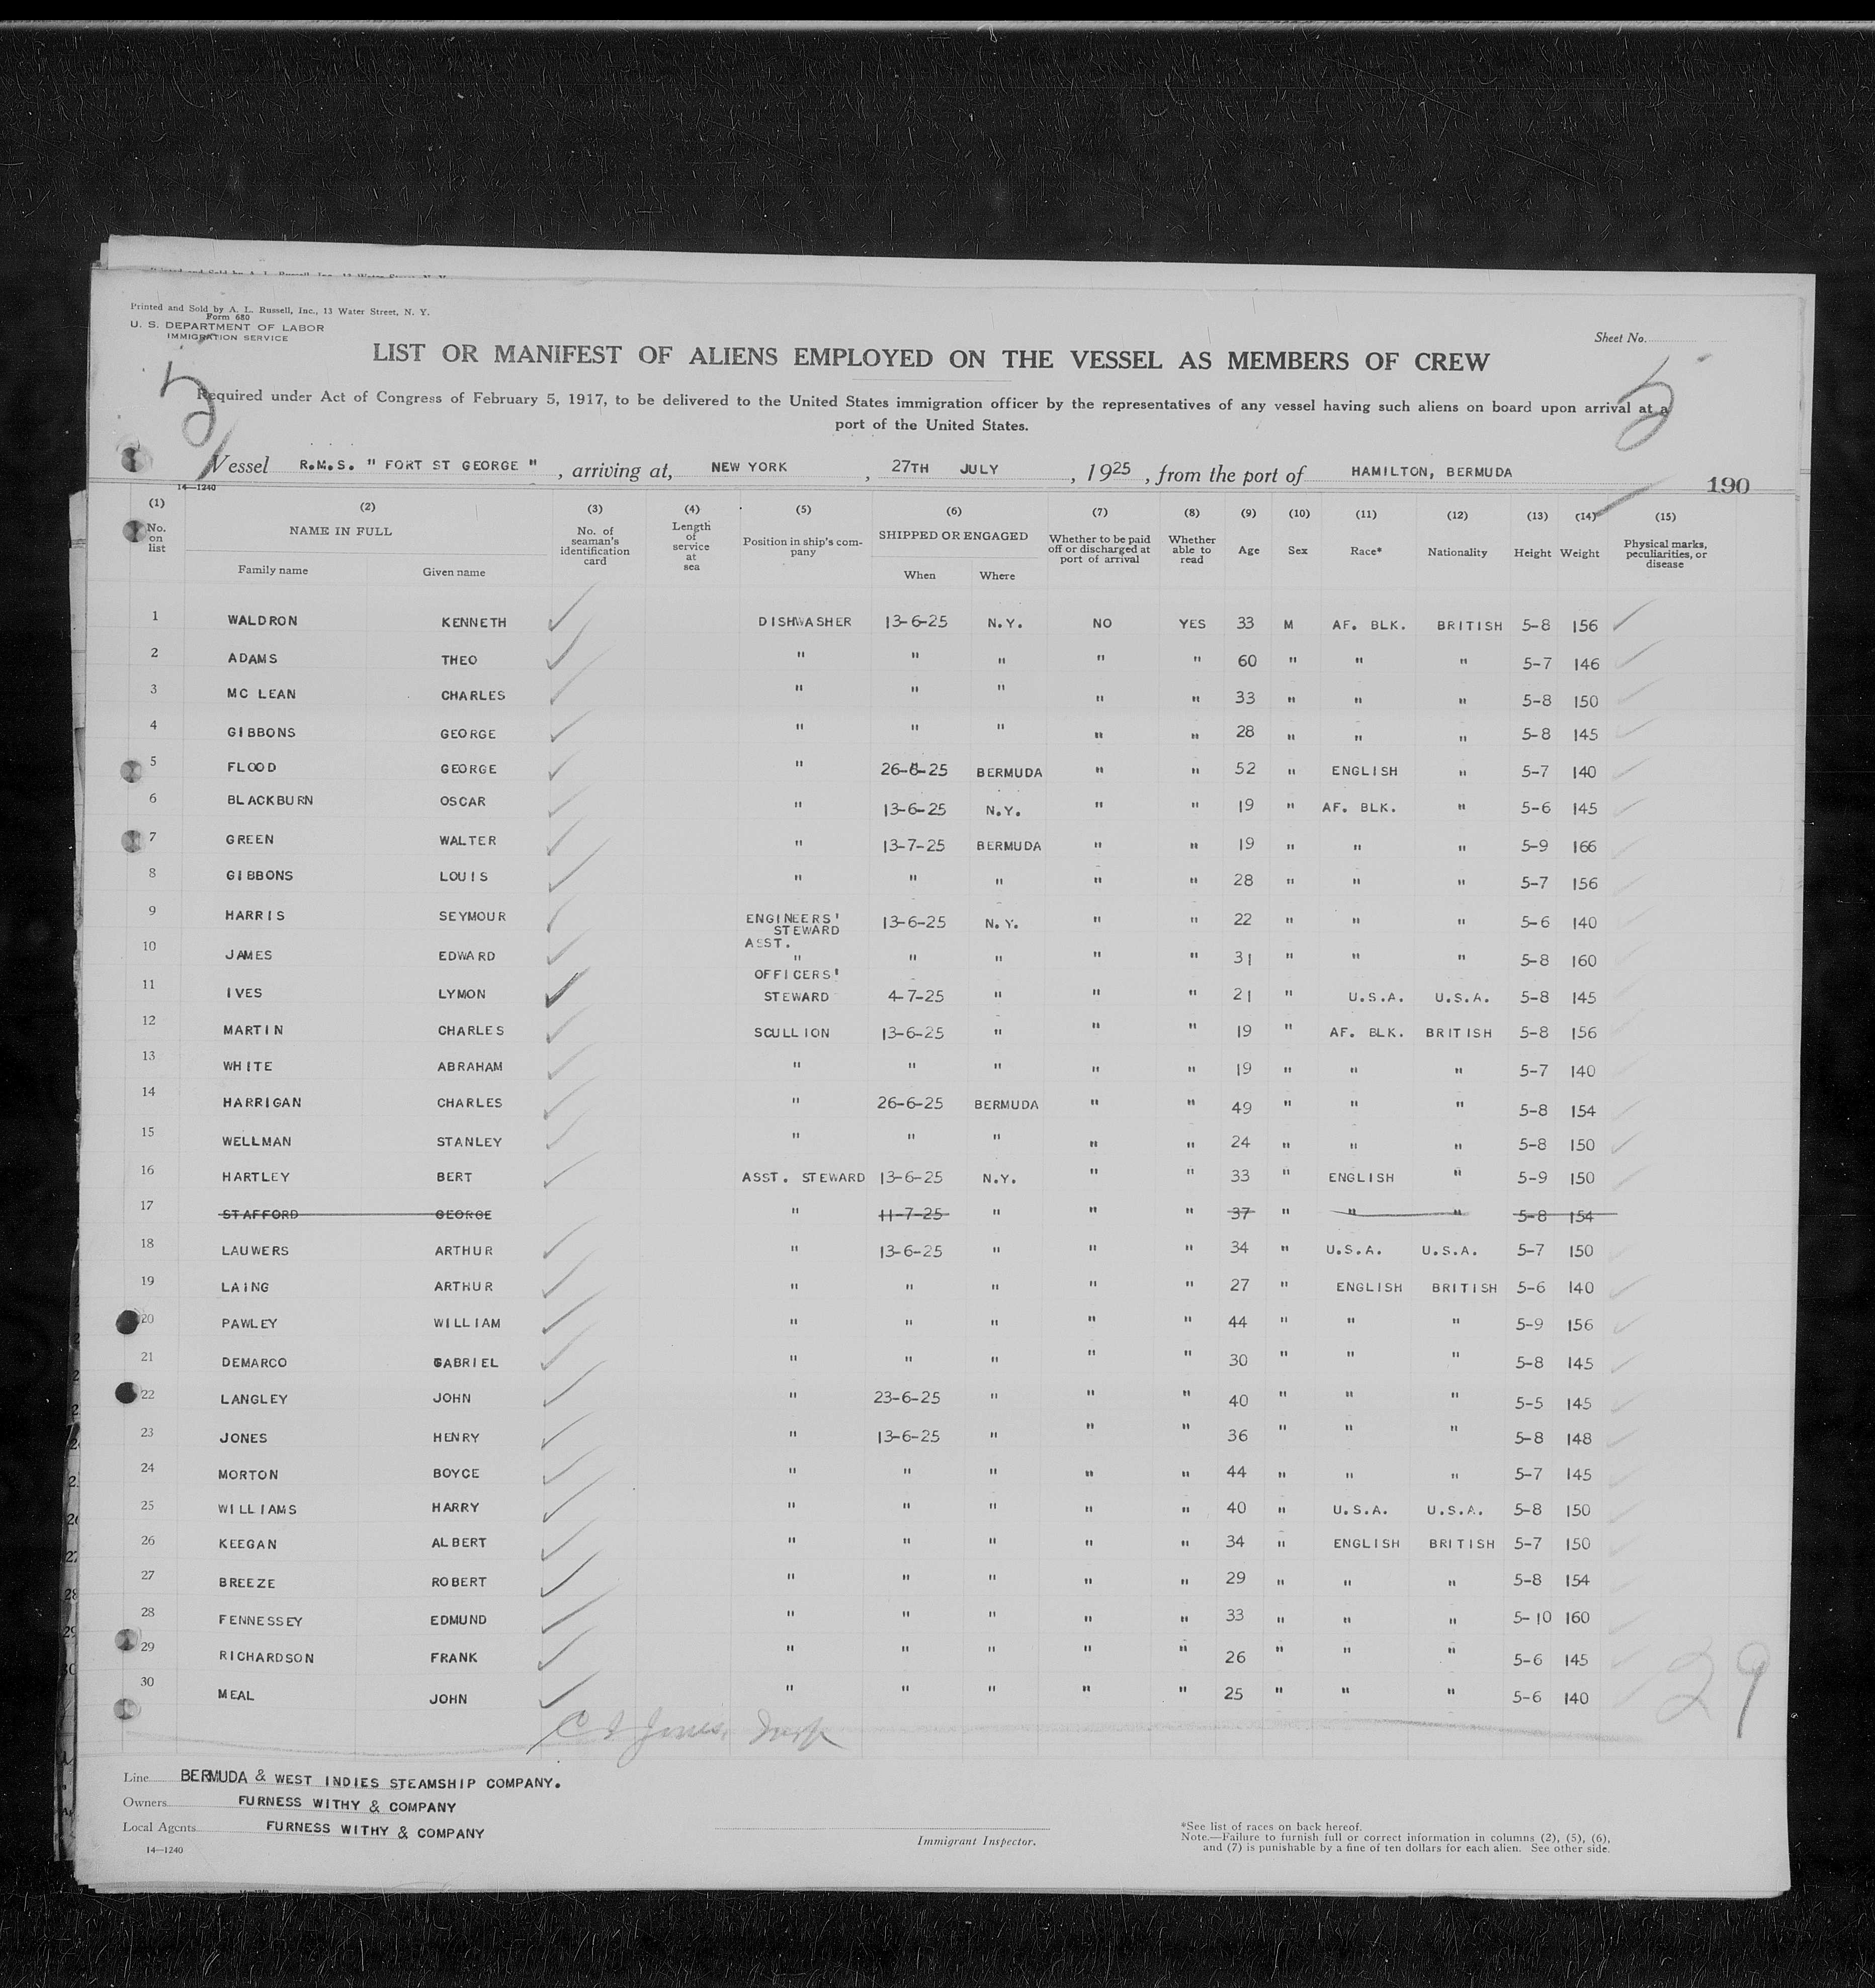 Printed and Sold by A. L. Russell, Inc., 13 Water Street, N. Y.
Form 680
U. S. DEPARTMENT OF LABOR
IMMIGRATION SERVICE
Sheet No.
LIST OR MANIFEST OF ALIENS EMPLOYED ON THE VESSEL AS MEMBERS OF CREW
5 5
Required under Act of Congress of February 5, 1917, to be delivered to the United States immigration officer by the representatives of any vessel having such aliens on board upon arrival at a
port of the United States.
Vessel R.M.S. " FORT ST GEORGE ", arriving at, NEW YORK, 27TH JULY, 1925, from the port of HAMILTON, BERMUDA
14—1240 190
(1) (2) (3) (4) (5) (6) (7) (8) (9) (10) (11) (12) (13) (14) (15)
No. on list NAME IN FULL Family name Given name No. of seaman's identification card Length of service at sea Position in ship's company SHIPPED OR ENGAGED When Where Whether to be paid off or discharged at port of arrival Whether able to read Age Sex Race* Nationality Height Weight Physical marks, peculiarities, or disease
1 WALDRON KENNETH DISHWASHER 13-6-25 N.Y. NO YES 33 M AF. BLK. BRITISH 5-8 156
2 ADAMS THEO " " " " " 60 " " " 5-7 146
3 MC LEAN CHARLES " " " " " 33 " " " 5-8 150
4 GIBBONS GEORGE " " " " " 28 " " " 5-8 145
5 FLOOD GEORGE " 26-6-25 BERMUDA " " 52 " ENGLISH " 5-7 140
6 BLACKBURN OSCAR " 13-6-25 N.Y. " " 19 " AF. BLK. " 5-6 145
7 GREEN WALTER " 13-7-25 BERMUDA " " 19 " " " 5-9 166
8 GIBBONS LOUIS " " " " " 28 " " " 5-7 156
9 HARRIS SEYMOUR ENGINEERS' STEWARD 13-6-25 N.Y. " " 22 " " " 5-6 140
10 JAMES EDWARD ASST. " " " " " 31 " " " 5-8 160
11 IVES LYMON OFFICERS' STEWARD 4-7-25 " " " 21 " U.S.A. U.S.A. 5-8 145
12 MARTIN CHARLES SCULLION 13-6-25 " " " 19 " AF. BLK. BRITISH 5-8 156
13 WHITE ABRAHAM " " " " " 19 " " " 5-7 140
14 HARRIGAN CHARLES " 26-6-25 BERMUDA " " 49 " " " 5-8 154
15 WELLMAN STANLEY " " " " " 24 " " " 5-8 150
16 HARTLEY BERT ASST. STEWARD 13-6-25 N.Y. " " 33 " ENGLISH " 5-9 150
17 STAFFORD GEORGE " 11-7-25 " " " 37 " " " 5-8 154
18 LAUWERS ARTHUR " 13-6-25 " " " 34 " U.S.A. U.S.A. 5-7 150
19 LAING ARTHUR " " " " " 27 " ENGLISH BRITISH 5-6 140
20 PAWLEY WILLIAM " " " " " 44 " " " 5-9 156
21 DEMARCO GABRIEL " " " " " 30 " " " 5-8 145
22 LANGLEY JOHN " 23-6-25 " " " 40 " " " 5-5 145
23 JONES HENRY " 13-6-25 " " " 36 " " " 5-8 148
24 MORTON BOYCE " " " " " 44 " " " 5-7 145
25 WILLIAMS HARRY " " " " " 40 " U.S.A. U.S.A. 5-8 150
26 KEEGAN ALBERT " " " " " 34 " ENGLISH BRITISH 5-7 150
27 BREEZE ROBERT " " " " " 29 " " " 5-8 154
28 FENNESSEY EDMUND " " " " " 33 " " " 5-10 160
29 RICHARDSON FRANK " " " " " 26 " " " 5-6 145
30 MEAL JOHN " " " " " 25 " " " 5-6 140
29
Jones,
Line BERMUDA & WEST INDIES STEAMSHIP COMPANY.
Owners FURNESS WITHY & COMPANY
Local Agents FURNESS WITHY & COMPANY
14—1240
Immigrant Inspector.
*See list of races on back hereof.
Note.—Failure to furnish full or correct information in columns (2), (5), (6),
and (7) is punishable by a fine of ten dollars for each alien. See other side.